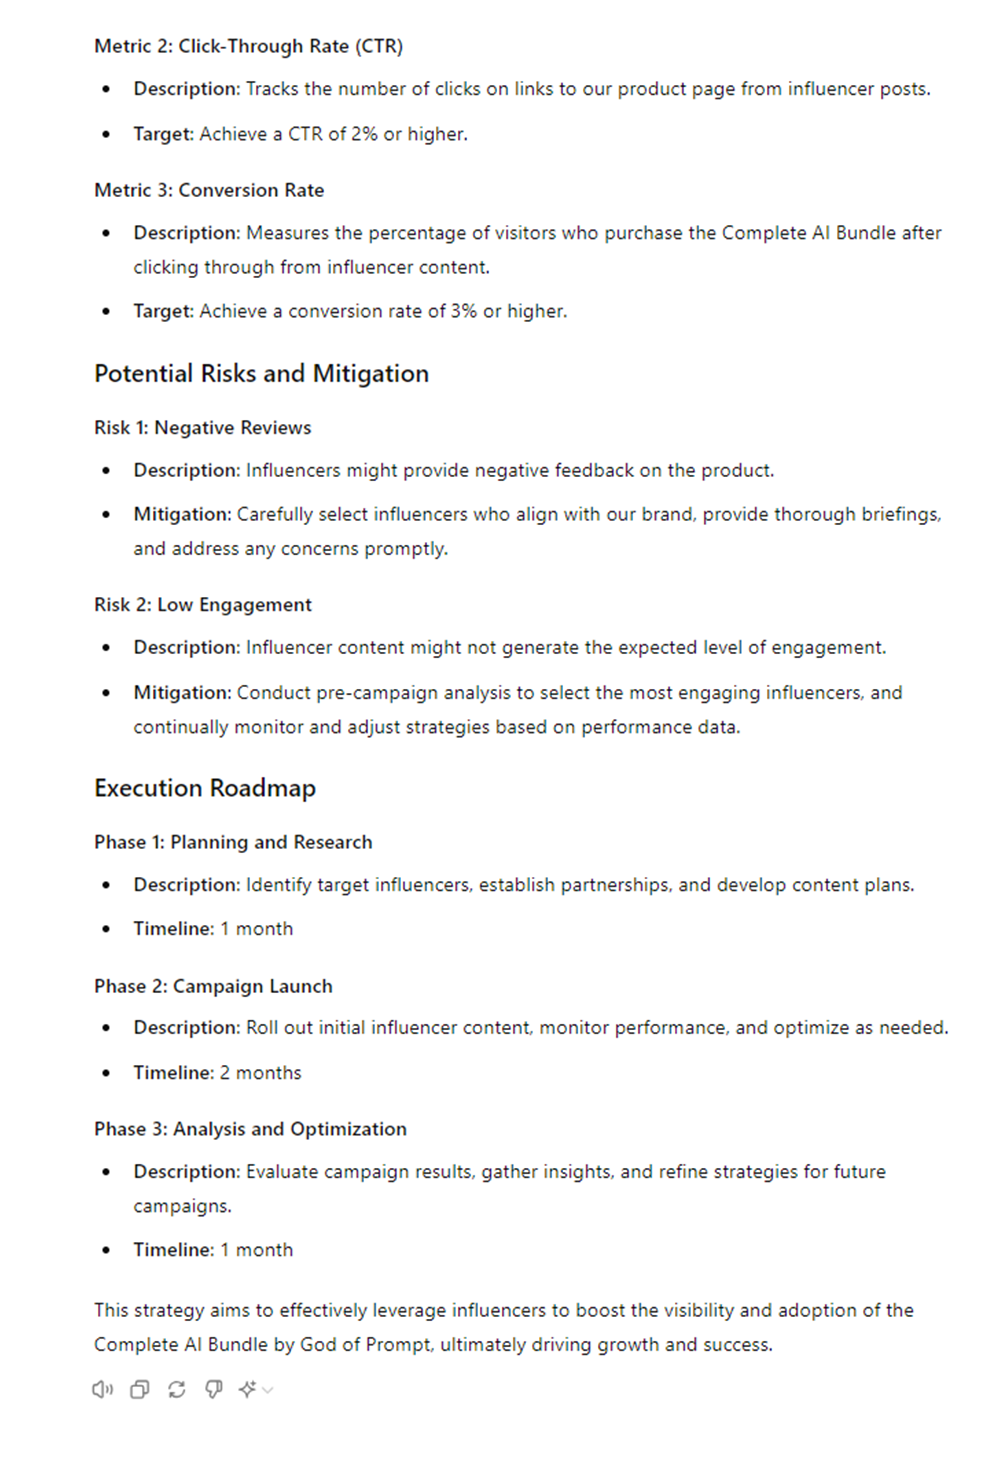 Metric 2: Click-Through Rate (CTR)
Description: Tracks the number of clicks on links to our product page from influencer posts.
Target: Achieve a CTR of 2% or higher.
Metric 3: Conversion Rate
Description: Measures the percentage of visitors who purchase the Complete AI Bundle after
clicking through from influencer content.
Target: Achieve a conversion rate of 3% or higher.
Potential Risks and Mitigation
Risk 1: Negative Reviews
Description: Influencers might provide negative feedback on the product.
Mitigation: Carefully select influencers who align with our brand, provide thorough briefings,
and address any concerns promptly.
Risk 2: Low Engagement
Description: Influencer content might not generate the expected level of engagement.
Mitigation: Conduct pre-campaign analysis to select the most engaging influencers, and
continually monitor and adjust strategies based on performance data.
Execution Roadmap
Phase 1: Planning and Research
Description: Identify target influencers, establish partnerships, and develop content plans.
Timeline: 1 month
Phase 2: Campaign Launch
Description: Roll out initial influencer content, monitor performance, and optimize as needed.
Timeline: 2 months
Phase 3: Analysis and Optimization
Description: Evaluate campaign results, gather insights, and refine strategies for future
campaigns.
Timeline: 1 month
This strategy aims to effectively leverage influencers to boost the visibility and adoption of the
Complete AI Bundle by God of Prompt, ultimately driving growth and success.